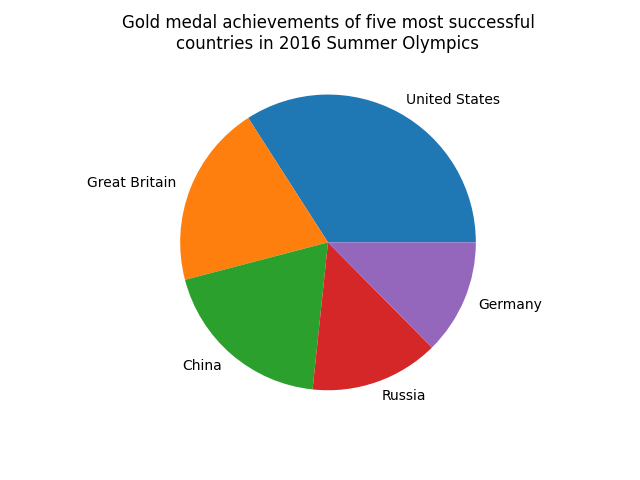 Gold medal achievements of five most successful
countries in 2016 Summer Olympics
United States
Great Britain
Germany
China
Russia